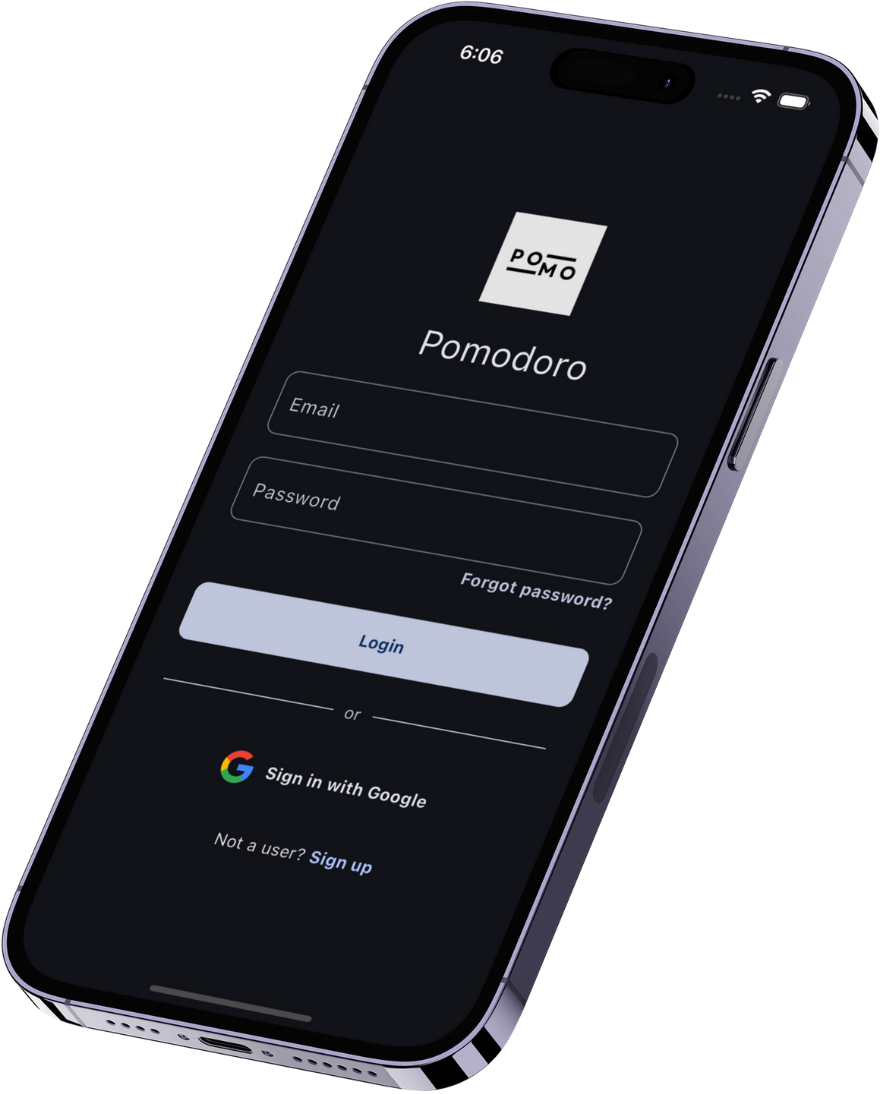 6:06
POMO
Pomodoro
Email
Password
Forgot password?
Login
or
Sign in with Google
Not a user? Sign up